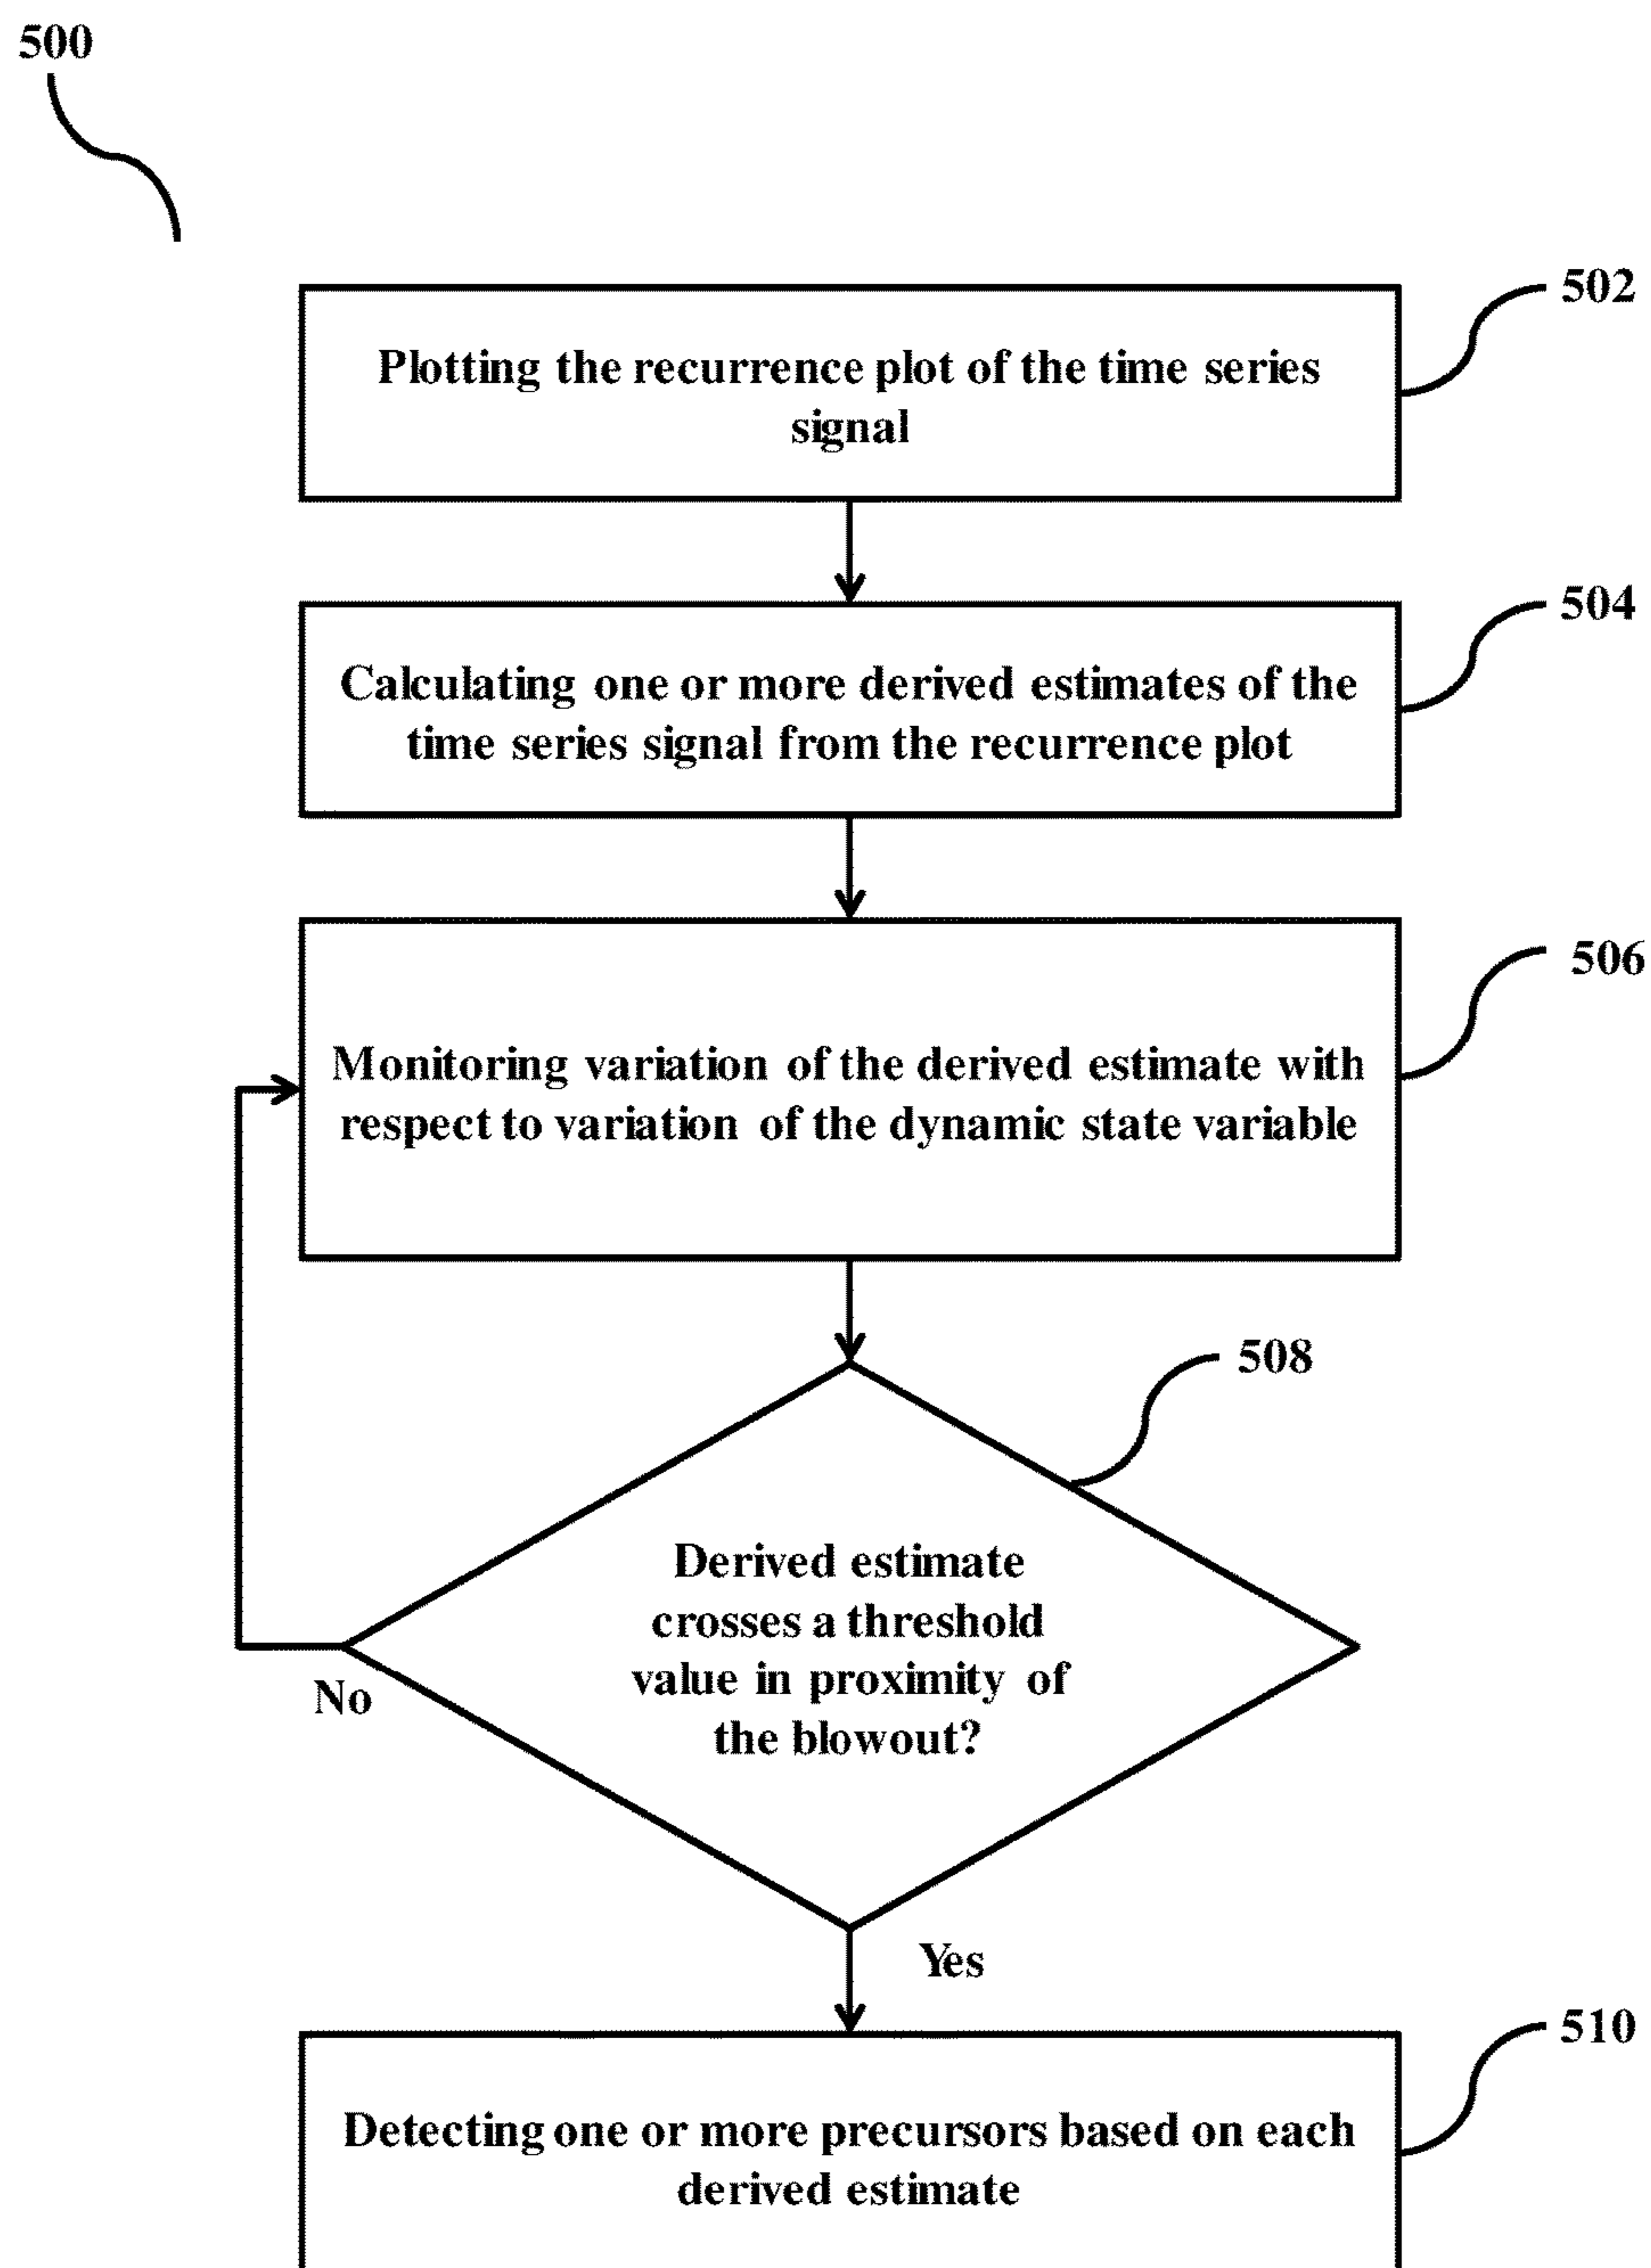 500
502
Plotting the recurrence plot of the time series
signal
504
Calculating one or more derived estimates of the
time series signal from the recurrence plot
506
Monitoring variation of the derived estimate with
respect to variation of the dynamic state variable
508
Derived estimate
crosses a threshold
value in proximity of
the blowout?
No
Yes
510
Detecting one or more precursors based on each
derived estimate